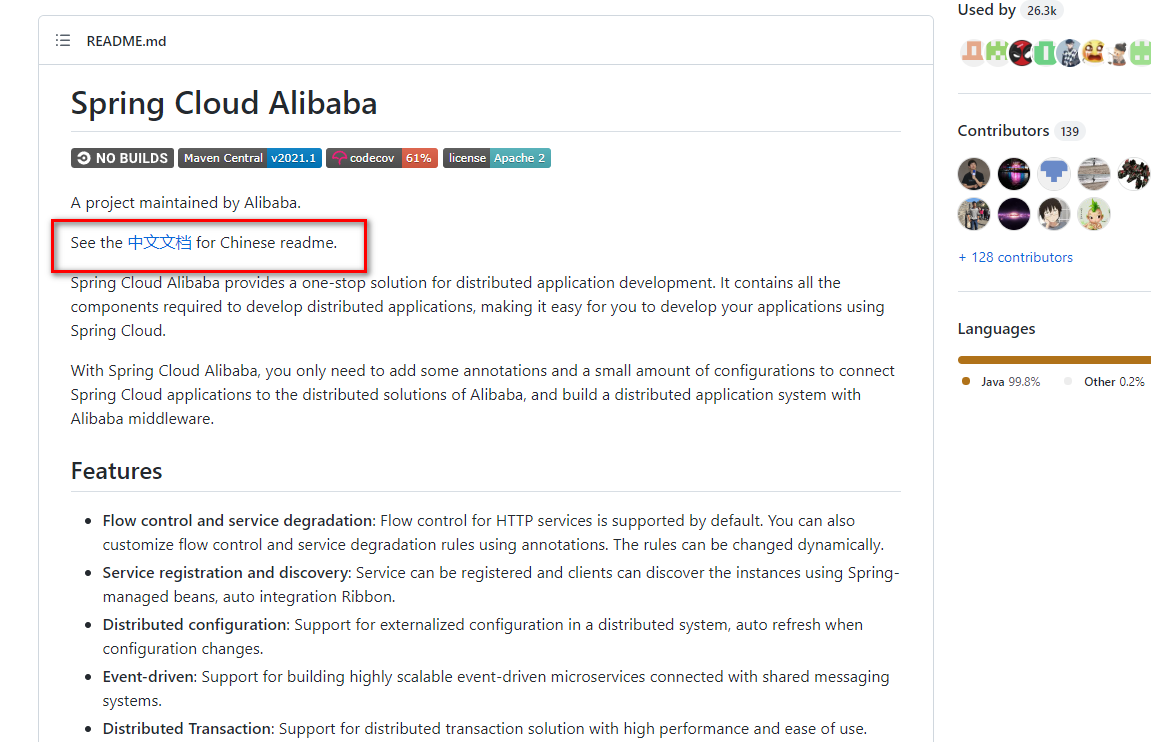 README.md
Spring Cloud Alibaba
NO BUILDS Maven Central v2021.1 codecov 61% license Apache 2
A project maintained by Alibaba.
See the 中文文档 for Chinese readme.
Spring Cloud Alibaba provides a one-stop solution for distributed application development. It contains all the
components required to develop distributed applications, making it easy for you to develop your applications using
Spring Cloud.
With Spring Cloud Alibaba, you only need to add some annotations and a small amount of configurations to connect
Spring Cloud applications to the distributed solutions of Alibaba, and build a distributed application system with
Alibaba middleware.
Features
• Flow control and service degradation: Flow control for HTTP services is supported by default. You can also
customize flow control and service degradation rules using annotations. The rules can be changed dynamically.
• Service registration and discovery: Service can be registered and clients can discover the instances using Spring-
managed beans, auto integration Ribbon.
• Distributed configuration: Support for externalized configuration in a distributed system, auto refresh when
configuration changes.
• Event-driven: Support for building highly scalable event-driven microservices connected with shared messaging
systems.
• Distributed Transaction: Support for distributed transaction solution with high performance and ease of use.
Used by 26.3k
Contributors 139
+ 128 contributors
Languages
Java 99.8% Other 0.2%